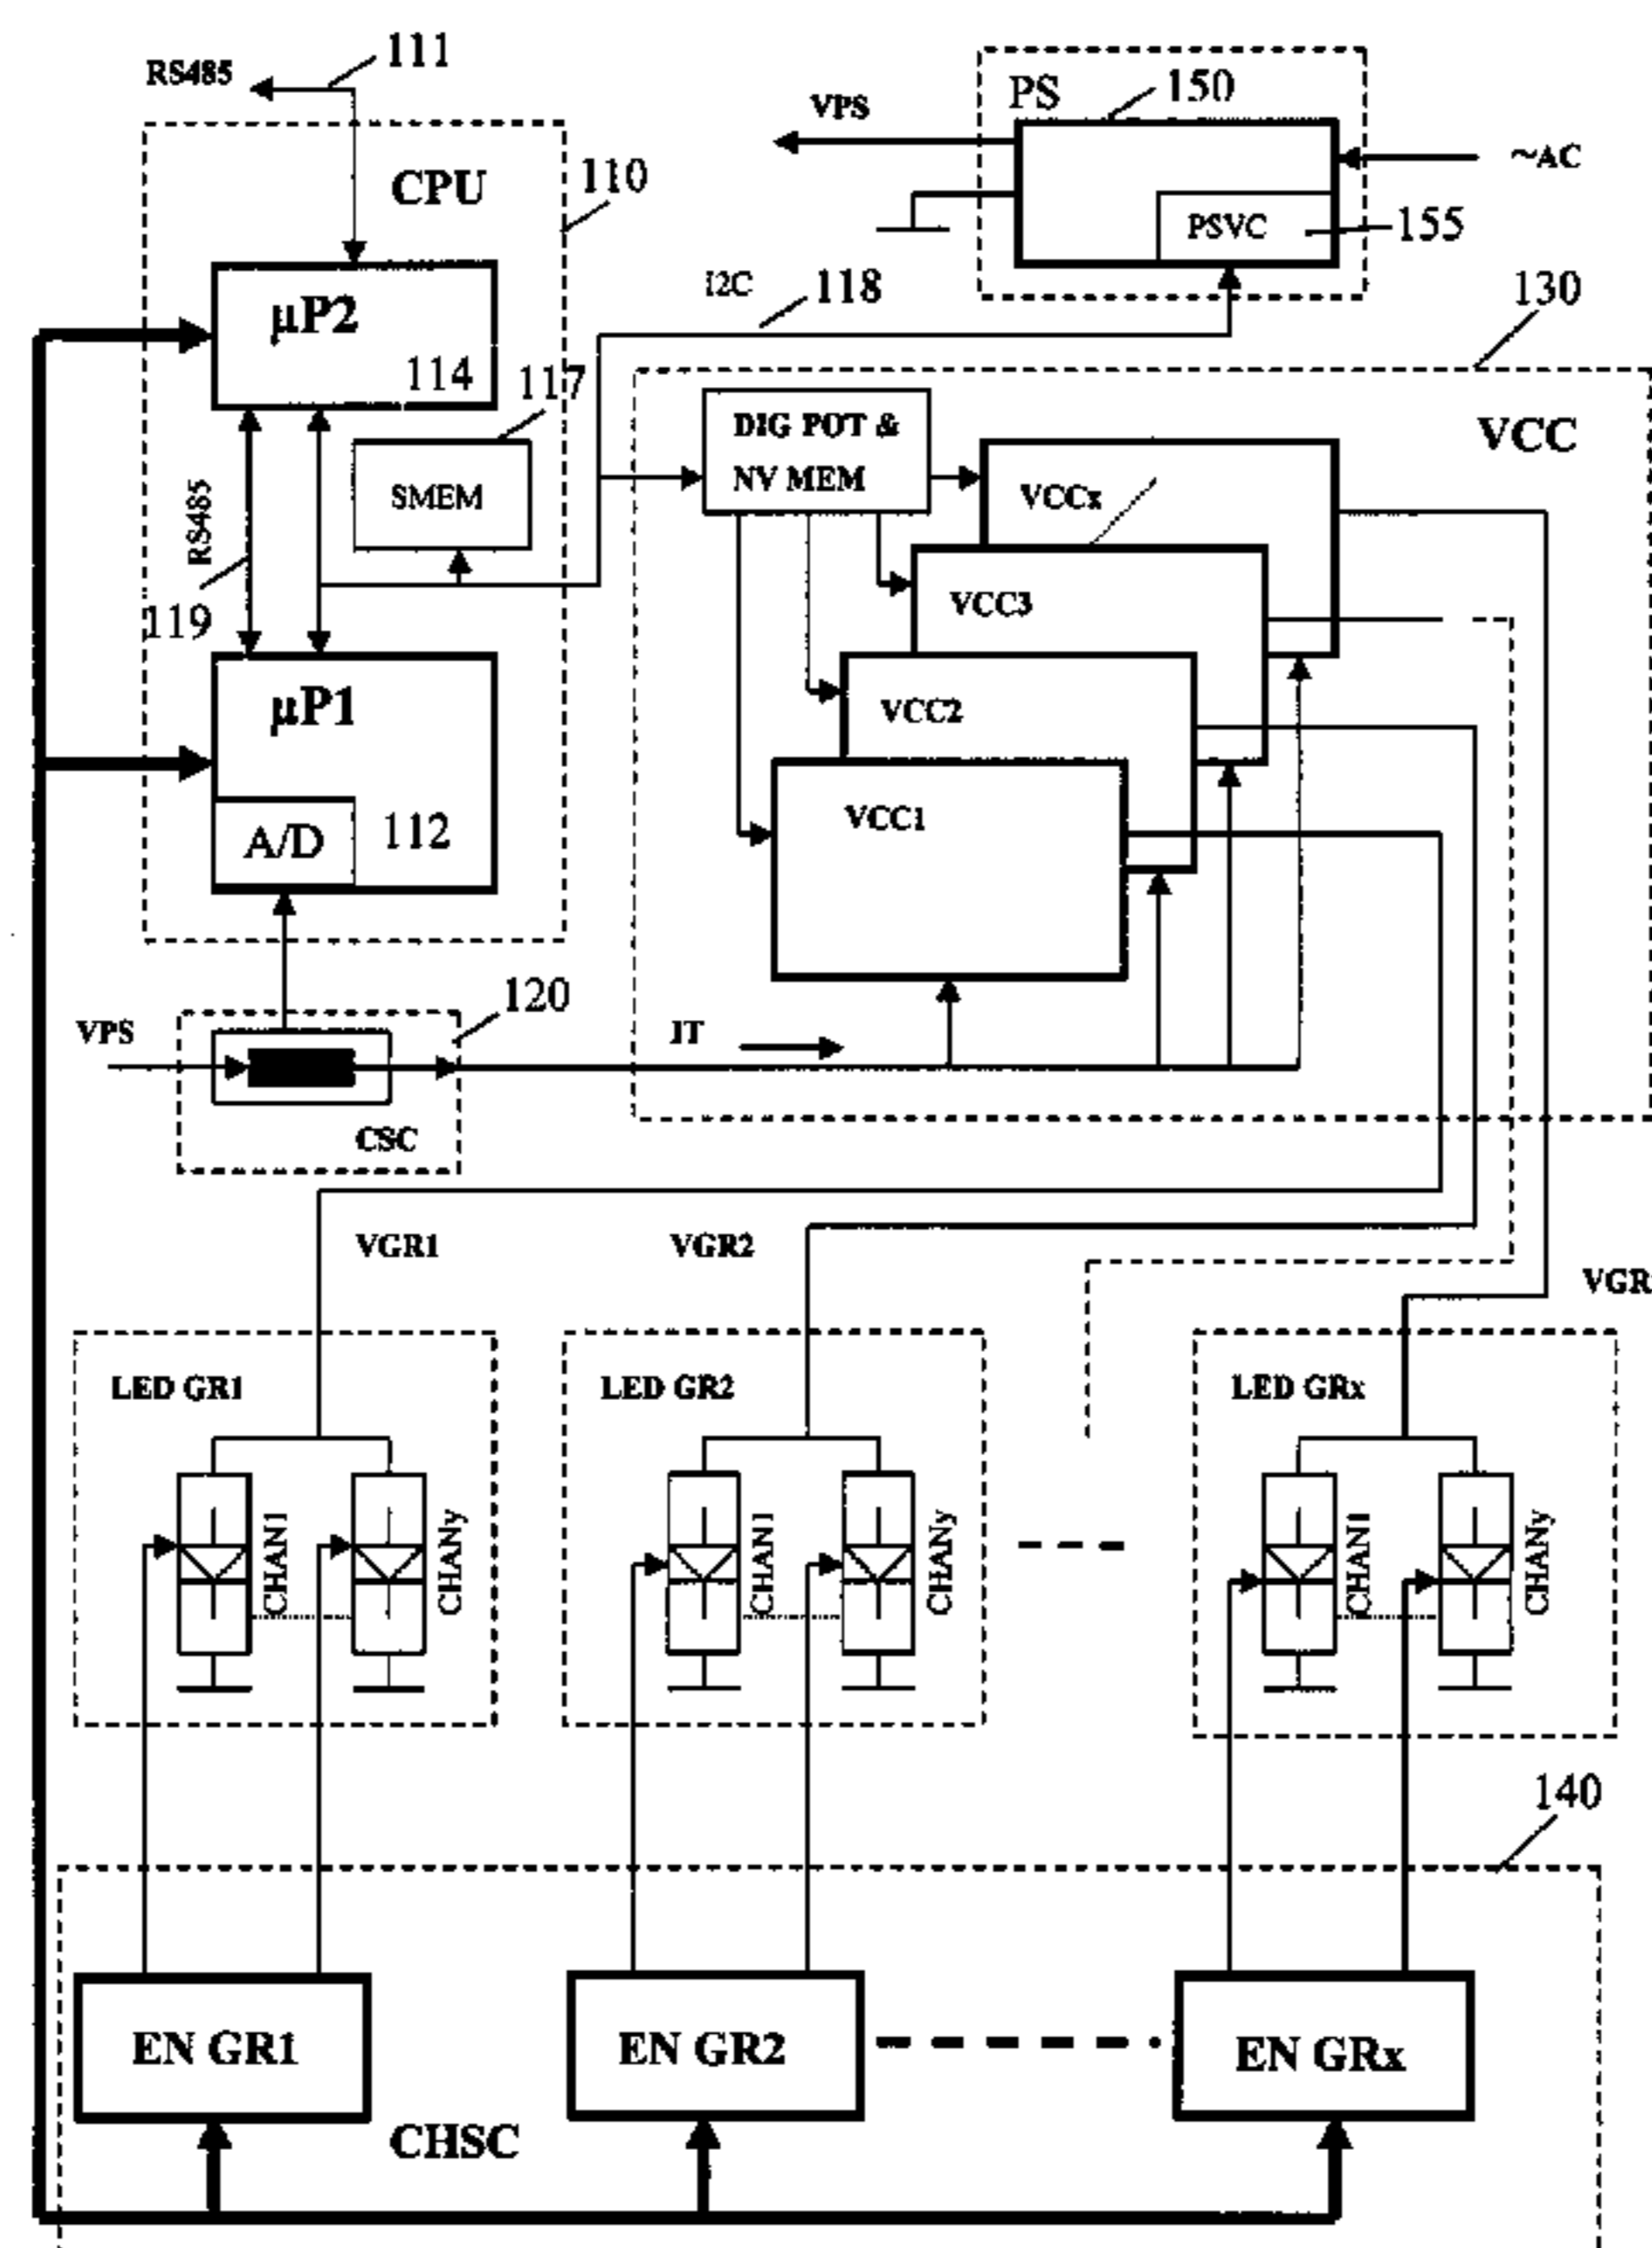 RS485
111
PS
150
VPS
~AC
CPU
110
PSVC
155
I2C
118
130
µP2
114
117
DIG POT &
NV MEM
VCC
SMEM
RS485
VCCx
119
VCC3
µP1
VCC2
A/D
112
VCC1
120
VPS
IT
CSC
VGR1
VGR2
VGR
LED GR1
LED GR2
LED GRx
CHAN1
CHANy
CHAN1
CHANy
CHAN1
CHANy
140
EN GR1
EN GR2
EN GRx
CHSC